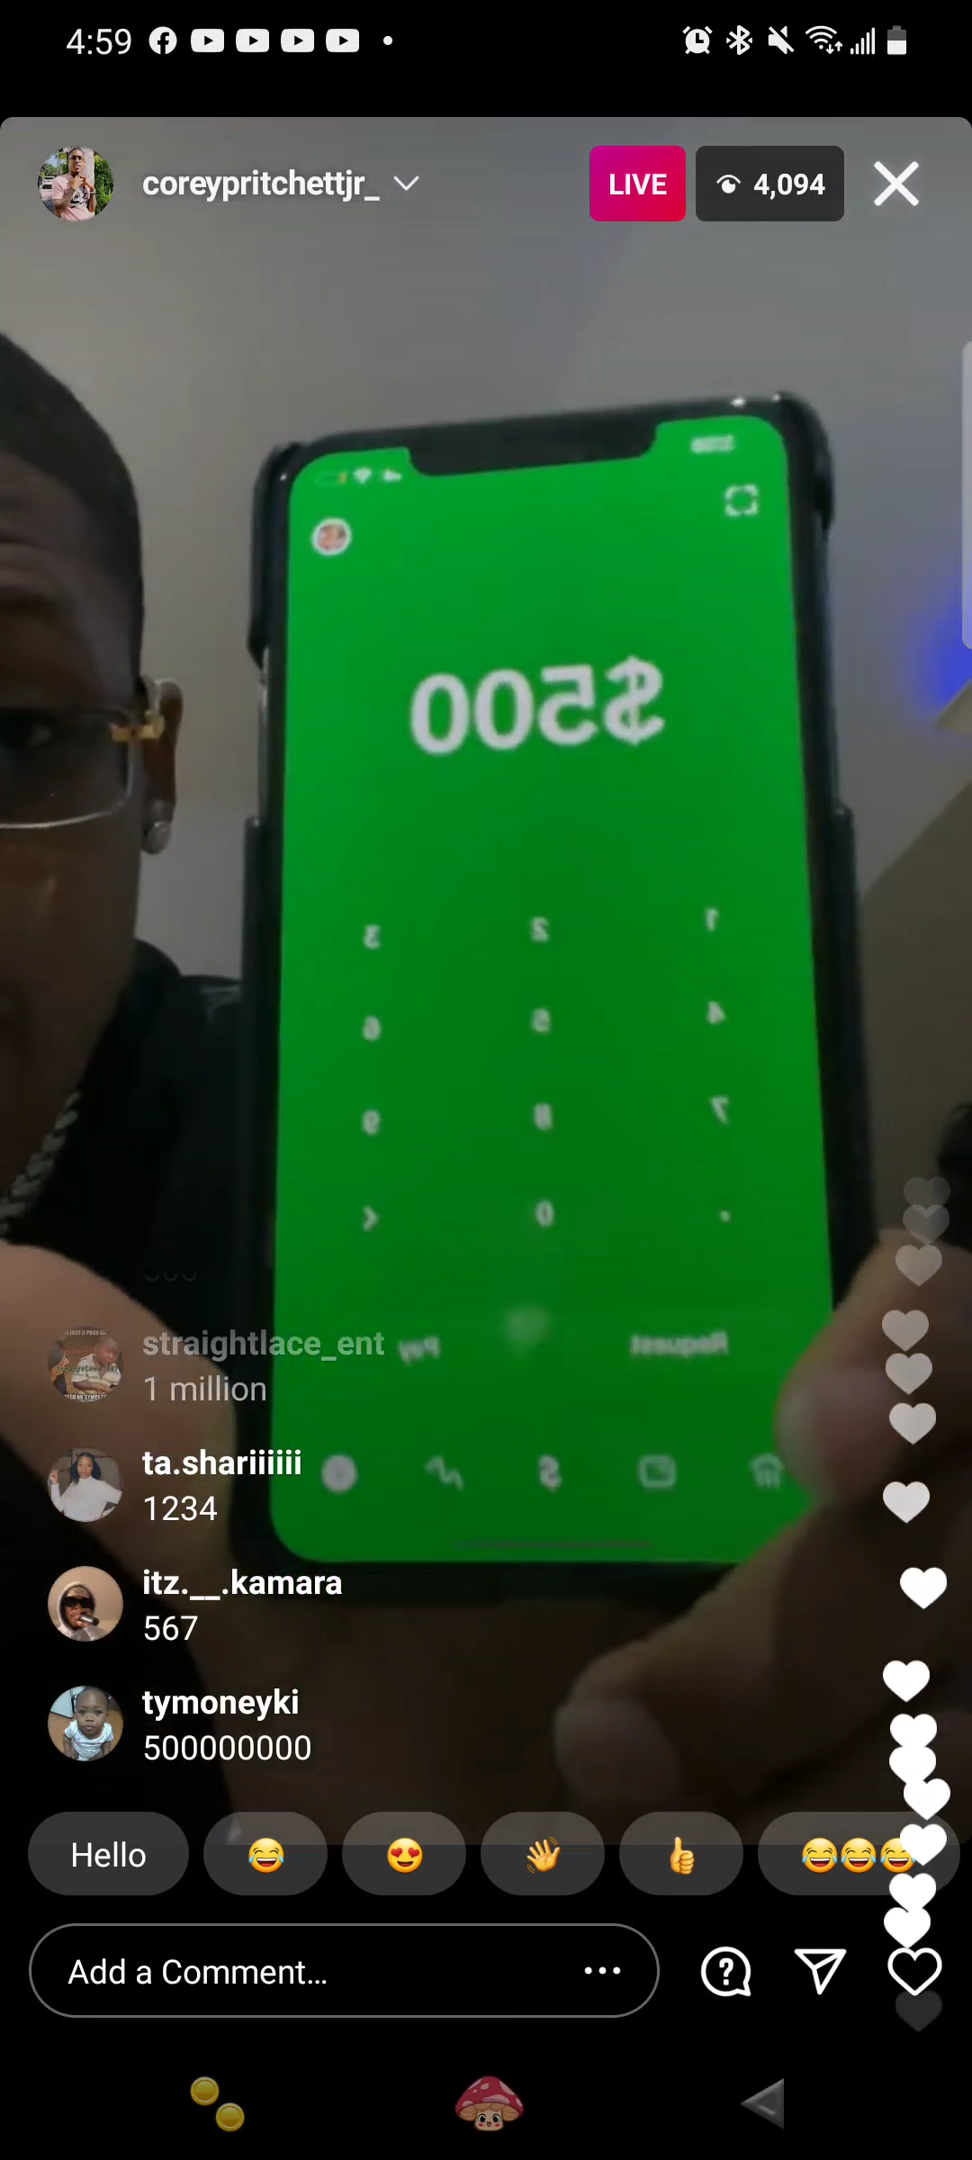 4:59
coreypritchettjr_
LIVE
4,094
$500
1 2 3
4 5 6
7 8 9
. 0 <
Request Pay
$
straightlace_ent
1 million
ta.shariiiiii
1234
itz.__.kamara
567
tymoneyki
500000000
Hello
Add a Comment...